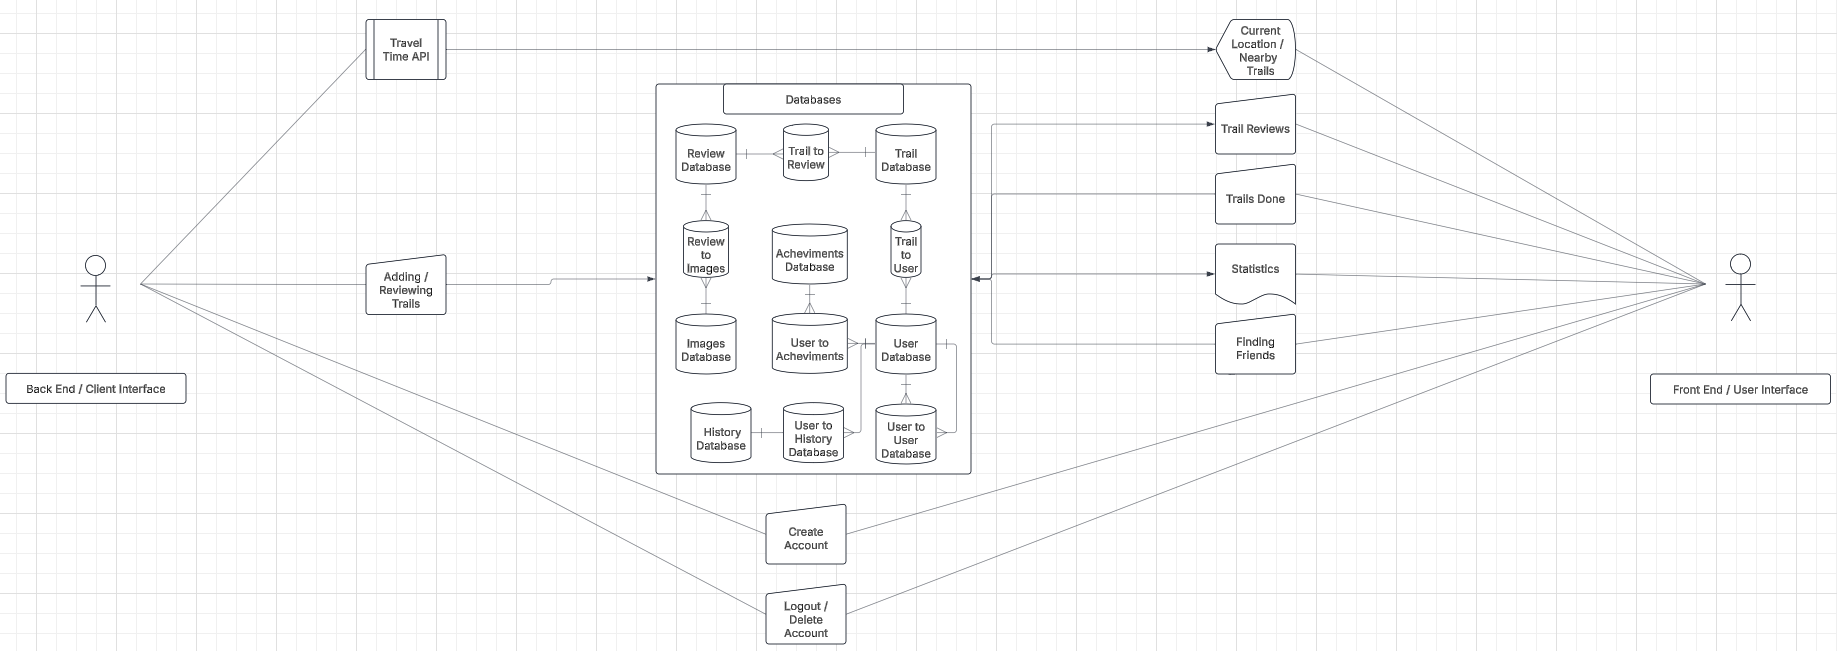 Travel
Time API
Current
Location /
Nearby
Trails
Databases
Review
Database
Trail to
Review
Trail
Database
Trail Reviews
Trails Done
Review
to
Images
Acheviments
Database
Trail
to
User
Adding /
Reviewing
Trails
Statistics
Images
Database
User to
Acheviments
User
Database
Finding
Friends
Back End / Client Interface
Front End / User Interface
History
Database
User to
History
Database
User to
User
Database
Create
Account
Logout /
Delete
Account